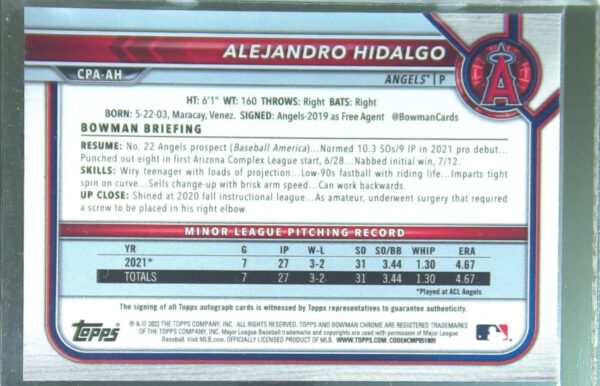 ALEJANDRO HIDALGO
CPA-AH
ANGELS® | P
HT: 6'1" WT: 160 THROWS: Right BATS: Right
BORN: 5-22-03, Maracay, Venez. SIGNED: Angels-2019 as Free Agent @BowmanCards
BOWMAN BRIEFING
RESUME: No. 22 Angels prospect (Baseball America)...Normed 10.3 SOs/9 IP in 2021 pro debut...
Punched out eight in first Arizona Complex League start, 6/28...Nabbed initial win, 7/12.
SKILLS: Wiry teenager with loads of projection...Low-90s fastball with riding life...Imparts tight
spin on curve...Sells change-up with brisk arm speed...Can work backwards.
UP CLOSE: Shined at 2020 fall instructional league...As amateur, underwent surgery that required
a screw to be placed in his right elbow.
MINOR LEAGUE PITCHING RECORD
YR G IP W-L SO SO/BB WHIP ERA
2021* 7 27 3-2 31 3.44 1.30 4.67
TOTALS 7 27 3-2 31 3.44 1.30 4.67
*Played at ACL Angels
The signing of all Topps autograph cards is witnessed by Topps representatives to guarantee authenticity.
Topps
® & © 2022 THE TOPPS COMPANY, INC. ALL RIGHTS RESERVED. TOPPS AND BOWMAN CHROME ARE REGISTERED TRADEMARKS
OF THE TOPPS COMPANY, INC. Major League Baseball trademarks and copyrights are used with permission of Major League
Baseball. Visit MLB.com. OFFICIALLY LICENSED PRODUCT OF MLB. WWW.TOPPS.COM. CODE#CMP051809